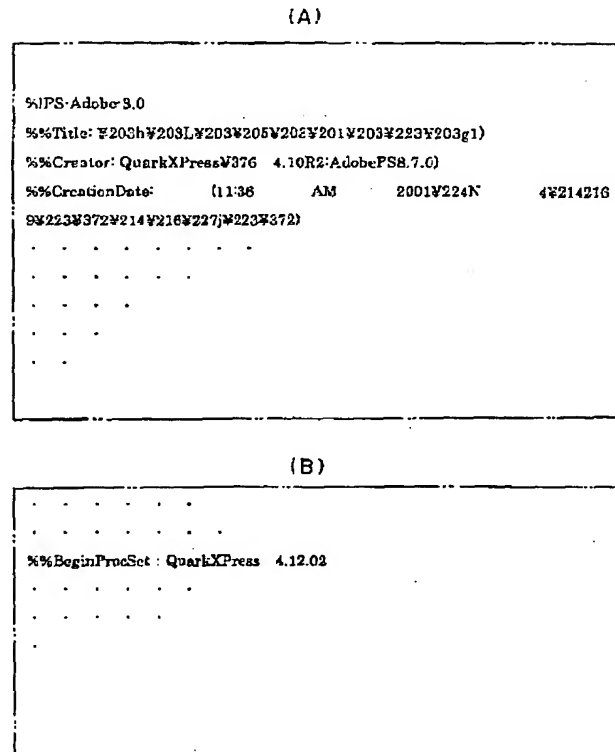 (A)
%!PS-Adobe-3.0
%%Title: ¥203h¥203L¥203¥205¥202¥201¥203¥223¥203g1)
%%Creator: QuarkXPress¥376 4.10R2:AdobePS8.7.0)
%%CreationDate: (11:36 AM 2001¥224N 4¥214216
9¥223¥372¥214¥216¥227j¥223¥372)
(B)
%%BeginProcSet : QuarkXPress 4.12.02